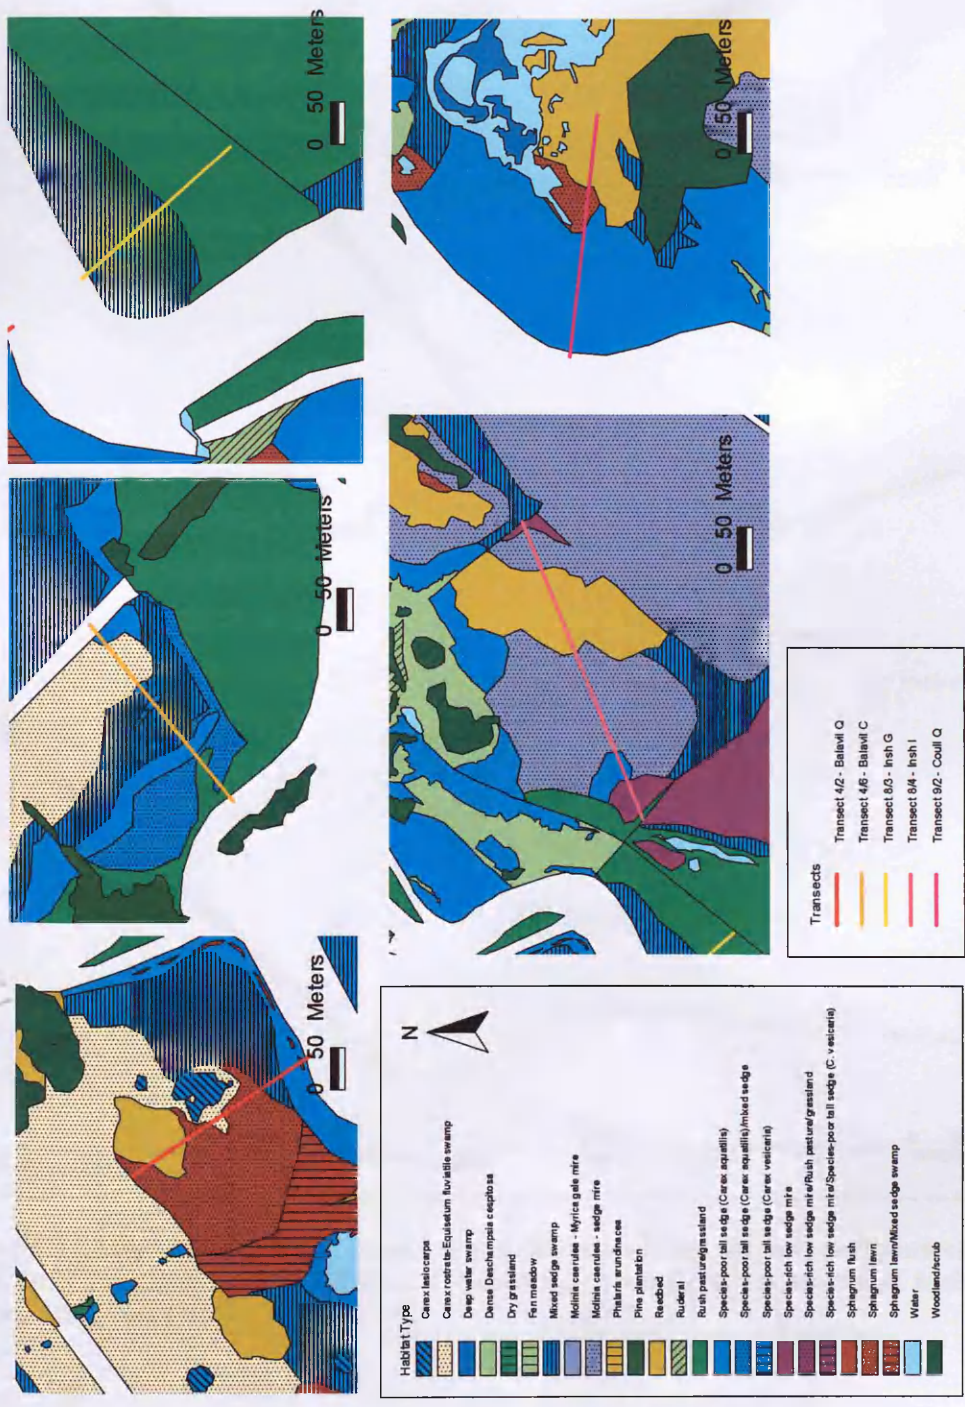 0 50 Meters
0 50 Meters
0 50 Meters
0 50 Meters
0 50 Meters
N
Habitat Type
Carex lasiocarpa
Carex rostrata-Equisetum fluviatile swamp
Deep water swamp
Dense Deschampsia cespitosa
Dry grassland
Fen meadow
Mixed sedge swamp
Molinia caerulea - Myrica gale mire
Molinia caerulea - sedge mire
Phalaris arundinacea
Pine plantation
Reedbed
Ruderal
Rush pasture/grassland
Species-poor tall sedge (Carex aquatilis)
Species-poor tall sedge (Carex aquatilis)/mixed sedge
Species-poor tall sedge (Carex vesicaria)
Species-rich low sedge mire
Species-rich low sedge mire/Rush pasture/grassland
Species-rich low sedge mire/Species-poor tall sedge (C. vesicaria)
Sphagnum flush
Sphagnum lawn
Sphagnum lawn/Mixed sedge swamp
Water
Woodland/scrub
Transects
Transect 4/2 - Balavil Q
Transect 4/6 - Balavil C
Transect 8/3 - Insh G
Transect 8/4 - Insh I
Transect 9/2 - Coull Q